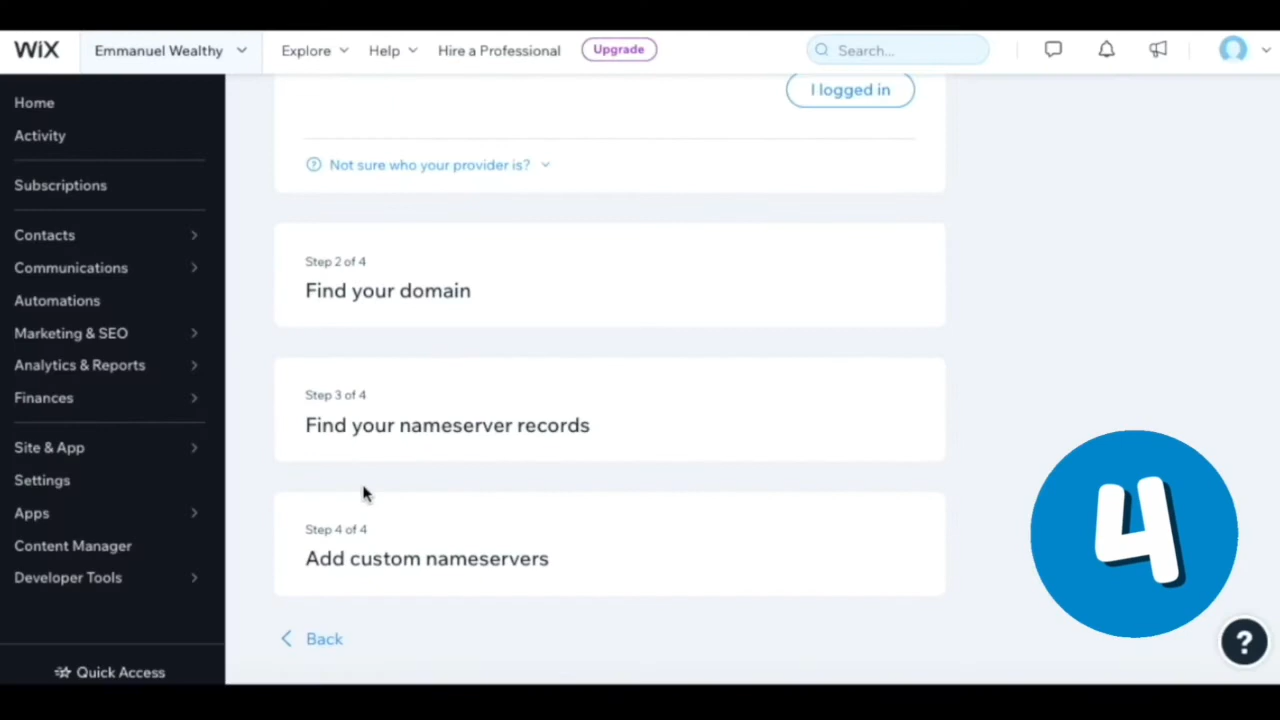 WiX
Emmanuel Wealthy
Explore
Help
Hire a Professional
Upgrade
Search...
Home
Activity
Subscriptions
Contacts
Communications
Automations
Marketing & SEO
Analytics & Reports
Finances
Site & App
Settings
Apps
Content Manager
Developer Tools
Quick Access
I logged in
? Not sure who your provider is?
Step 2 of 4
Find your domain
Step 3 of 4
Find your nameserver records
Step 4 of 4
Add custom nameservers
Back
4
?